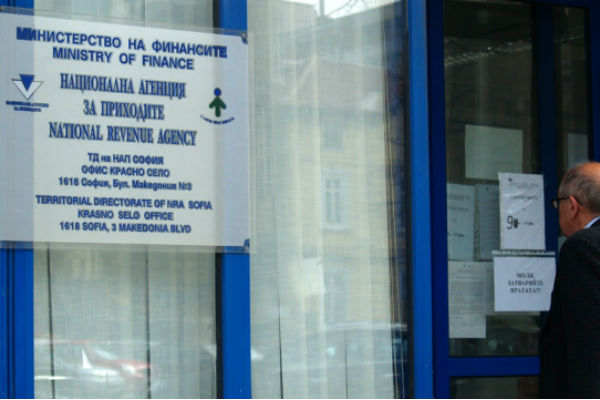 МИНИСТЕРСТВО НА ФИНАНСИТЕ
MINISTRY OF FINANCE
НАЦИОНАЛНА АГЕНЦИЯ
ЗА ПРИХОДИТЕ
NATIONAL REVENUE AGENCY
ТД на НАП СОФИЯ
ОФИС КРАСНО СЕЛО
1618 София, Бул. Македония №3
TERRITORIAL DIRECTORATE OF NRA SOFIA
KRASNO SELO OFFICE
1618 SOFIA, 3 MAKEDONIA BLVD
МОЛЯ,
ЗАТВАРЯЙТЕ
ВРАТАТА!!!